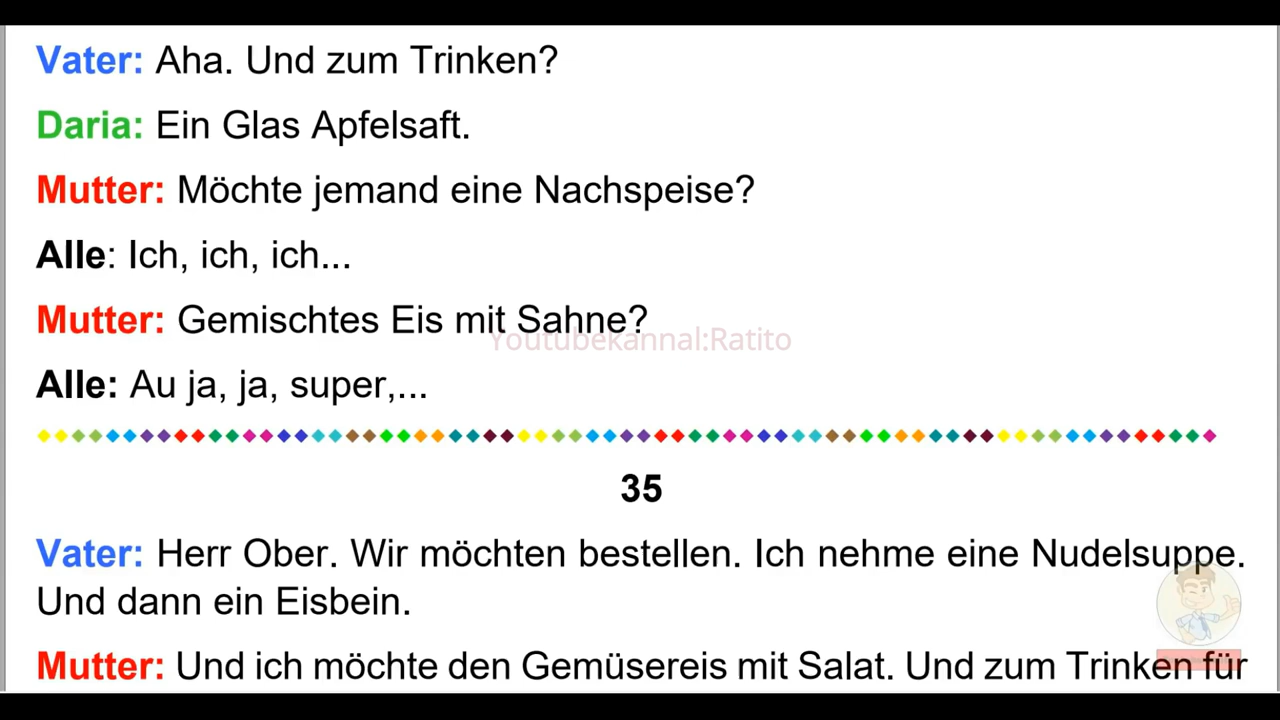 Vater: Aha. Und zum Trinken?
Daria: Ein Glas Apfelsaft.
Mutter: Möchte jemand eine Nachspeise?
Alle: Ich, ich, ich...
Mutter: Gemischtes Eis mit Sahne?
Youtubekannal:Ratito
Alle: Au ja, ja, super,...
35
Vater: Herr Ober. Wir möchten bestellen. Ich nehme eine Nudelsuppe.
Und dann ein Eisbein.
Mutter: Und ich möchte den Gemüsereis mit Salat. Und zum Trinken für